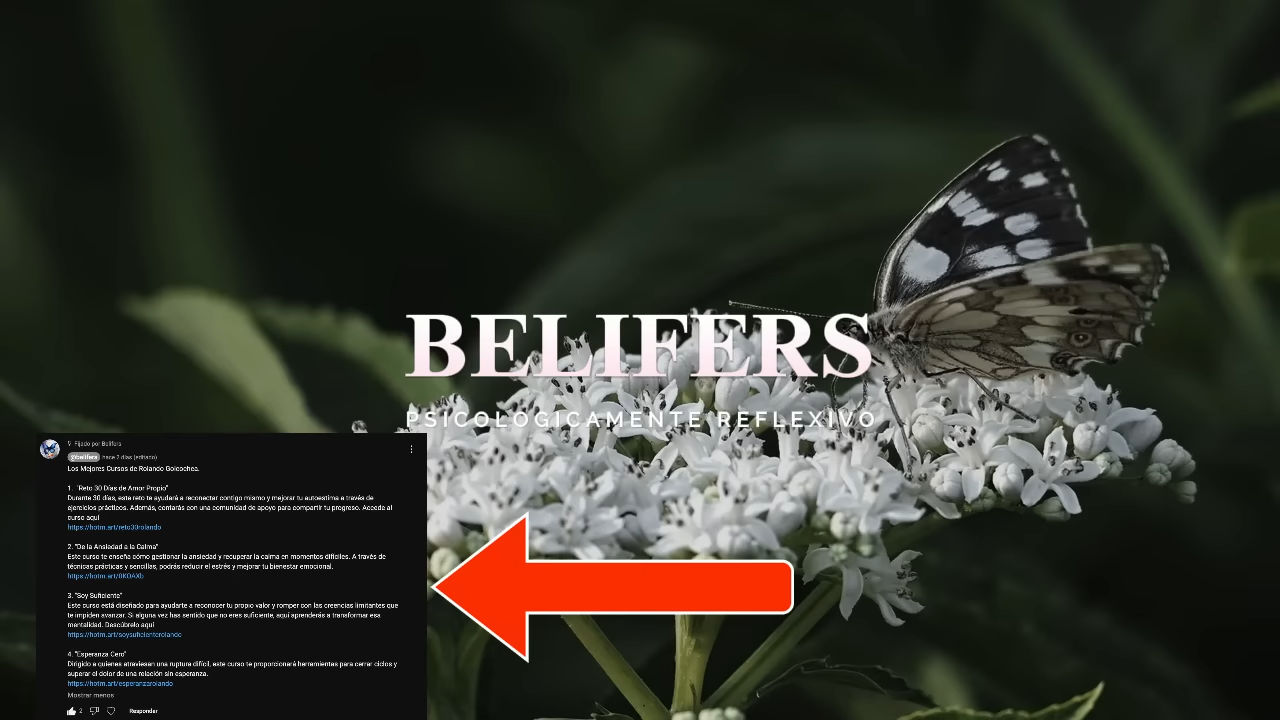 BELIFERS
PSICOLÓGICAMENTE REFLEXIVO
Fijado por Belifers
@belifers hace 2 días (editado)
Los Mejores Cursos de Rolando Goicochea.
1. "Reto 30 Días de Amor Propio"
Durante 30 días, este reto te ayudará a reconectar contigo mismo y mejorar tu autoestima a través de
ejercicios prácticos. Además, contarás con una comunidad de apoyo para compartir tu progreso. Accede al
curso aquí
https://hotm.art/reto30rolando
2. "De la Ansiedad a la Calma"
Este curso te enseña cómo gestionar la ansiedad y recuperar la calma en momentos difíciles. A través de
técnicas prácticas y sencillas, podrás reducir el estrés y mejorar tu bienestar emocional.
https://hotm.art/0KOAXb
3. "Soy Suficiente"
Este curso está diseñado para ayudarte a reconocer tu propio valor y romper con las creencias limitantes que
te impiden avanzar. Si alguna vez has sentido que no eres suficiente, aquí aprenderás a transformar esa
mentalidad. Descúbrelo aquí
https://hotm.art/soysuficienterolando
4. "Esperanza Cero"
Dirigido a quienes atraviesan una ruptura difícil, este curso te proporcionará herramientas para cerrar ciclos y
superar el dolor de una relación sin esperanza.
https://hotm.art/esperanzarolando
Mostrar menos
2
Responder